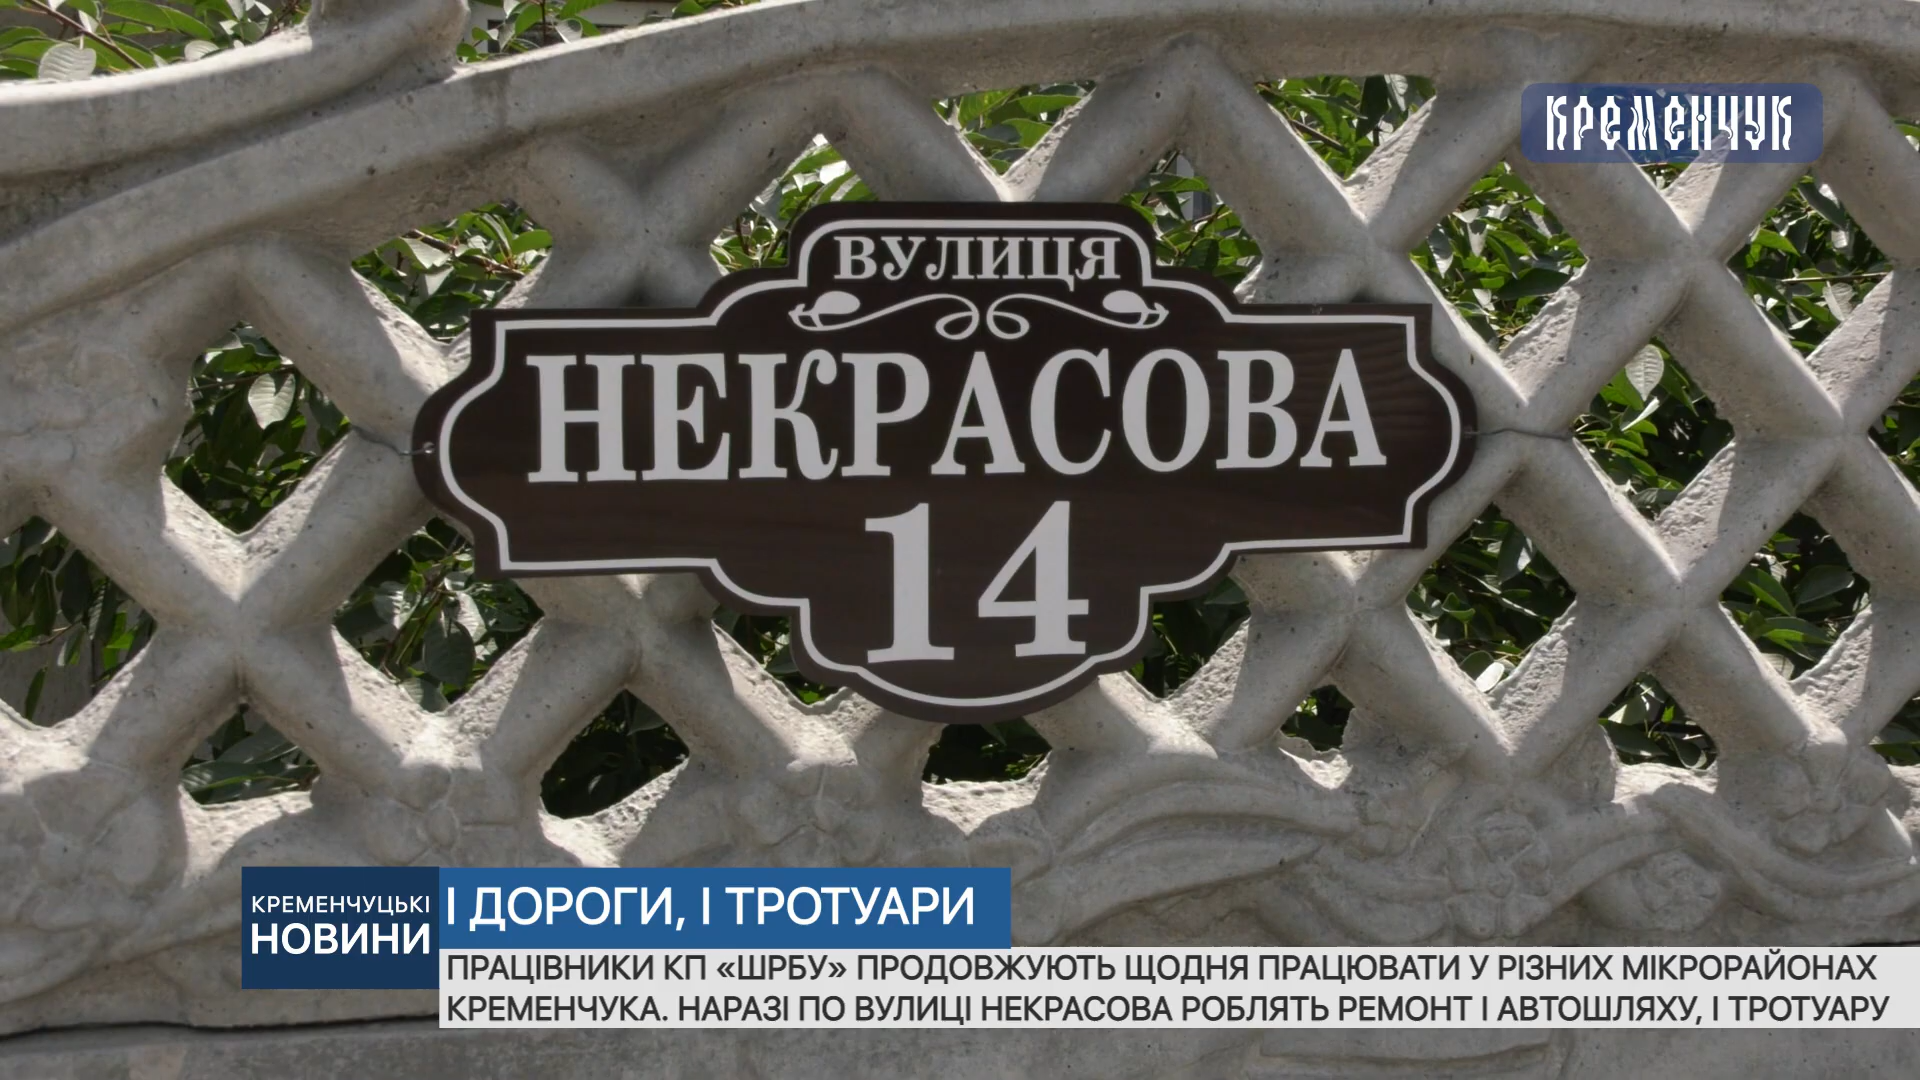 КРЕМЕНЧУК
ВУЛИЦЯ
НЕКРАСОВА
14
КРЕМЕНЧУЦЬКІ
НОВИНИ
І ДОРОГИ, І ТРОТУАРИ
ПРАЦІВНИКИ КП «ШРБУ» ПРОДОВЖУЮТЬ ЩОДНЯ ПРАЦЮВАТИ У РІЗНИХ МІКРОРАЙОНАХ
КРЕМЕНЧУКА. НАРАЗІ ПО ВУЛИЦІ НЕКРАСОВА РОБЛЯТЬ РЕМОНТ І АВТОШЛЯХУ, І ТРОТУАРУ